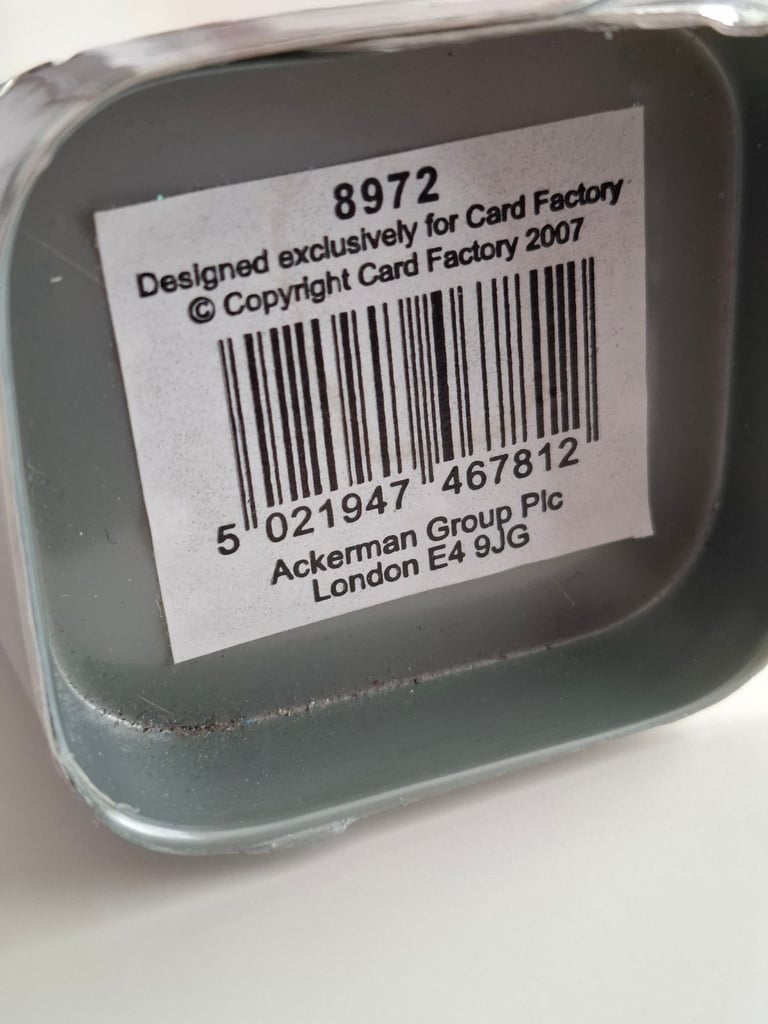 8972
Designed exclusively for Card Factory
© Copyright Card Factory 2007
5 021947 467812
Ackerman Group Plc
London E4 9JG